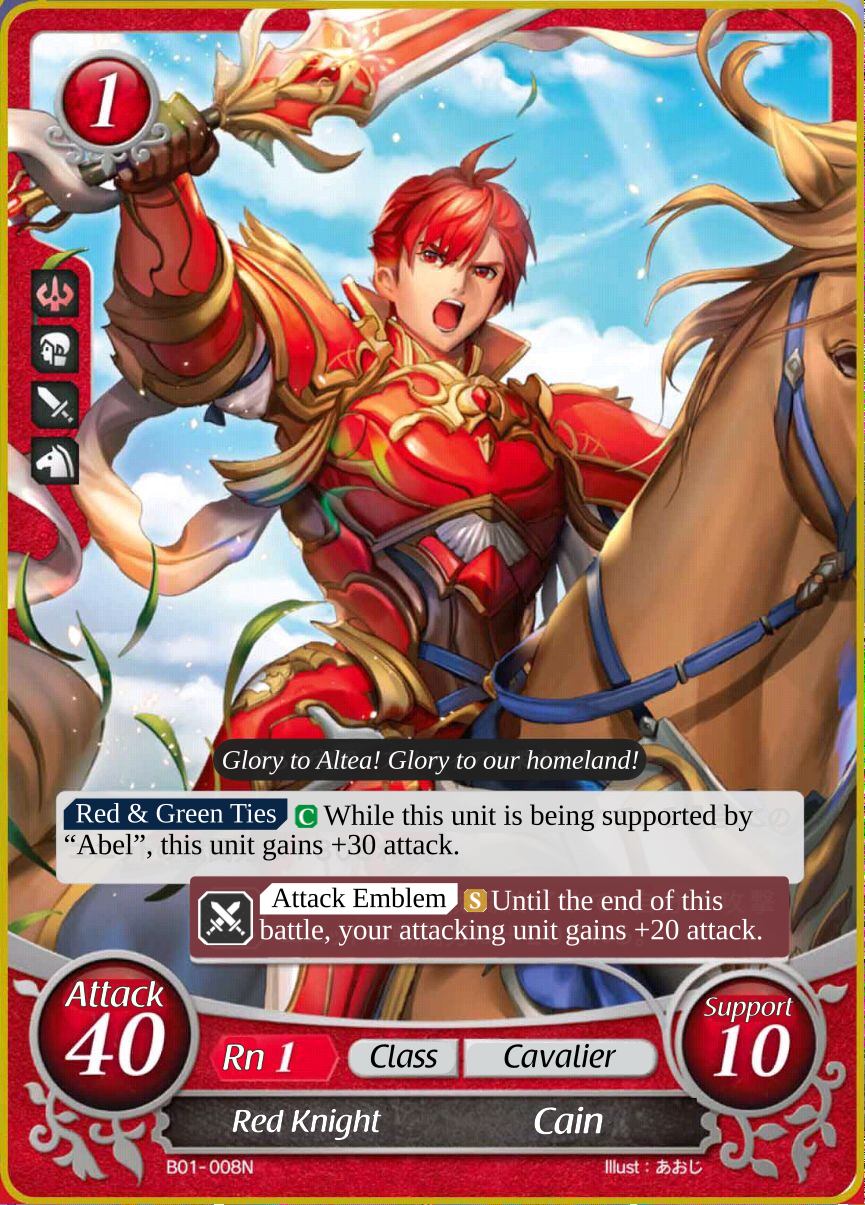 1
Glory to Altea! Glory to our homeland!
Red & Green Ties C While this unit is being supported by
“Abel”, this unit gains +30 attack.
Attack Emblem S Until the end of this
battle, your attacking unit gains +20 attack.
Attack
40
Rn 1
Class
Cavalier
Support
10
Red Knight
Cain
B01-008N
Illust : あおじ